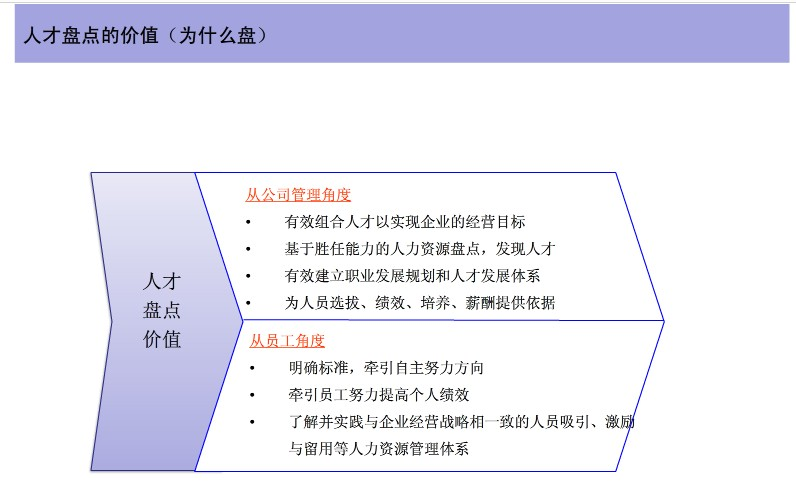 人才盘点的价值（为什么盘）
人才
盘点
价值
从公司管理角度
• 有效组合人才以实现企业的经营目标
• 基于胜任能力的人力资源盘点，发现人才
• 有效建立职业发展规划和人才发展体系
• 为人员选拔、绩效、培养、薪酬提供依据
从员工角度
• 明确标准，牵引自主努力方向
• 牵引员工努力提高个人绩效
• 了解并实践与企业经营战略相一致的人员吸引、激励
与留用等人力资源管理体系